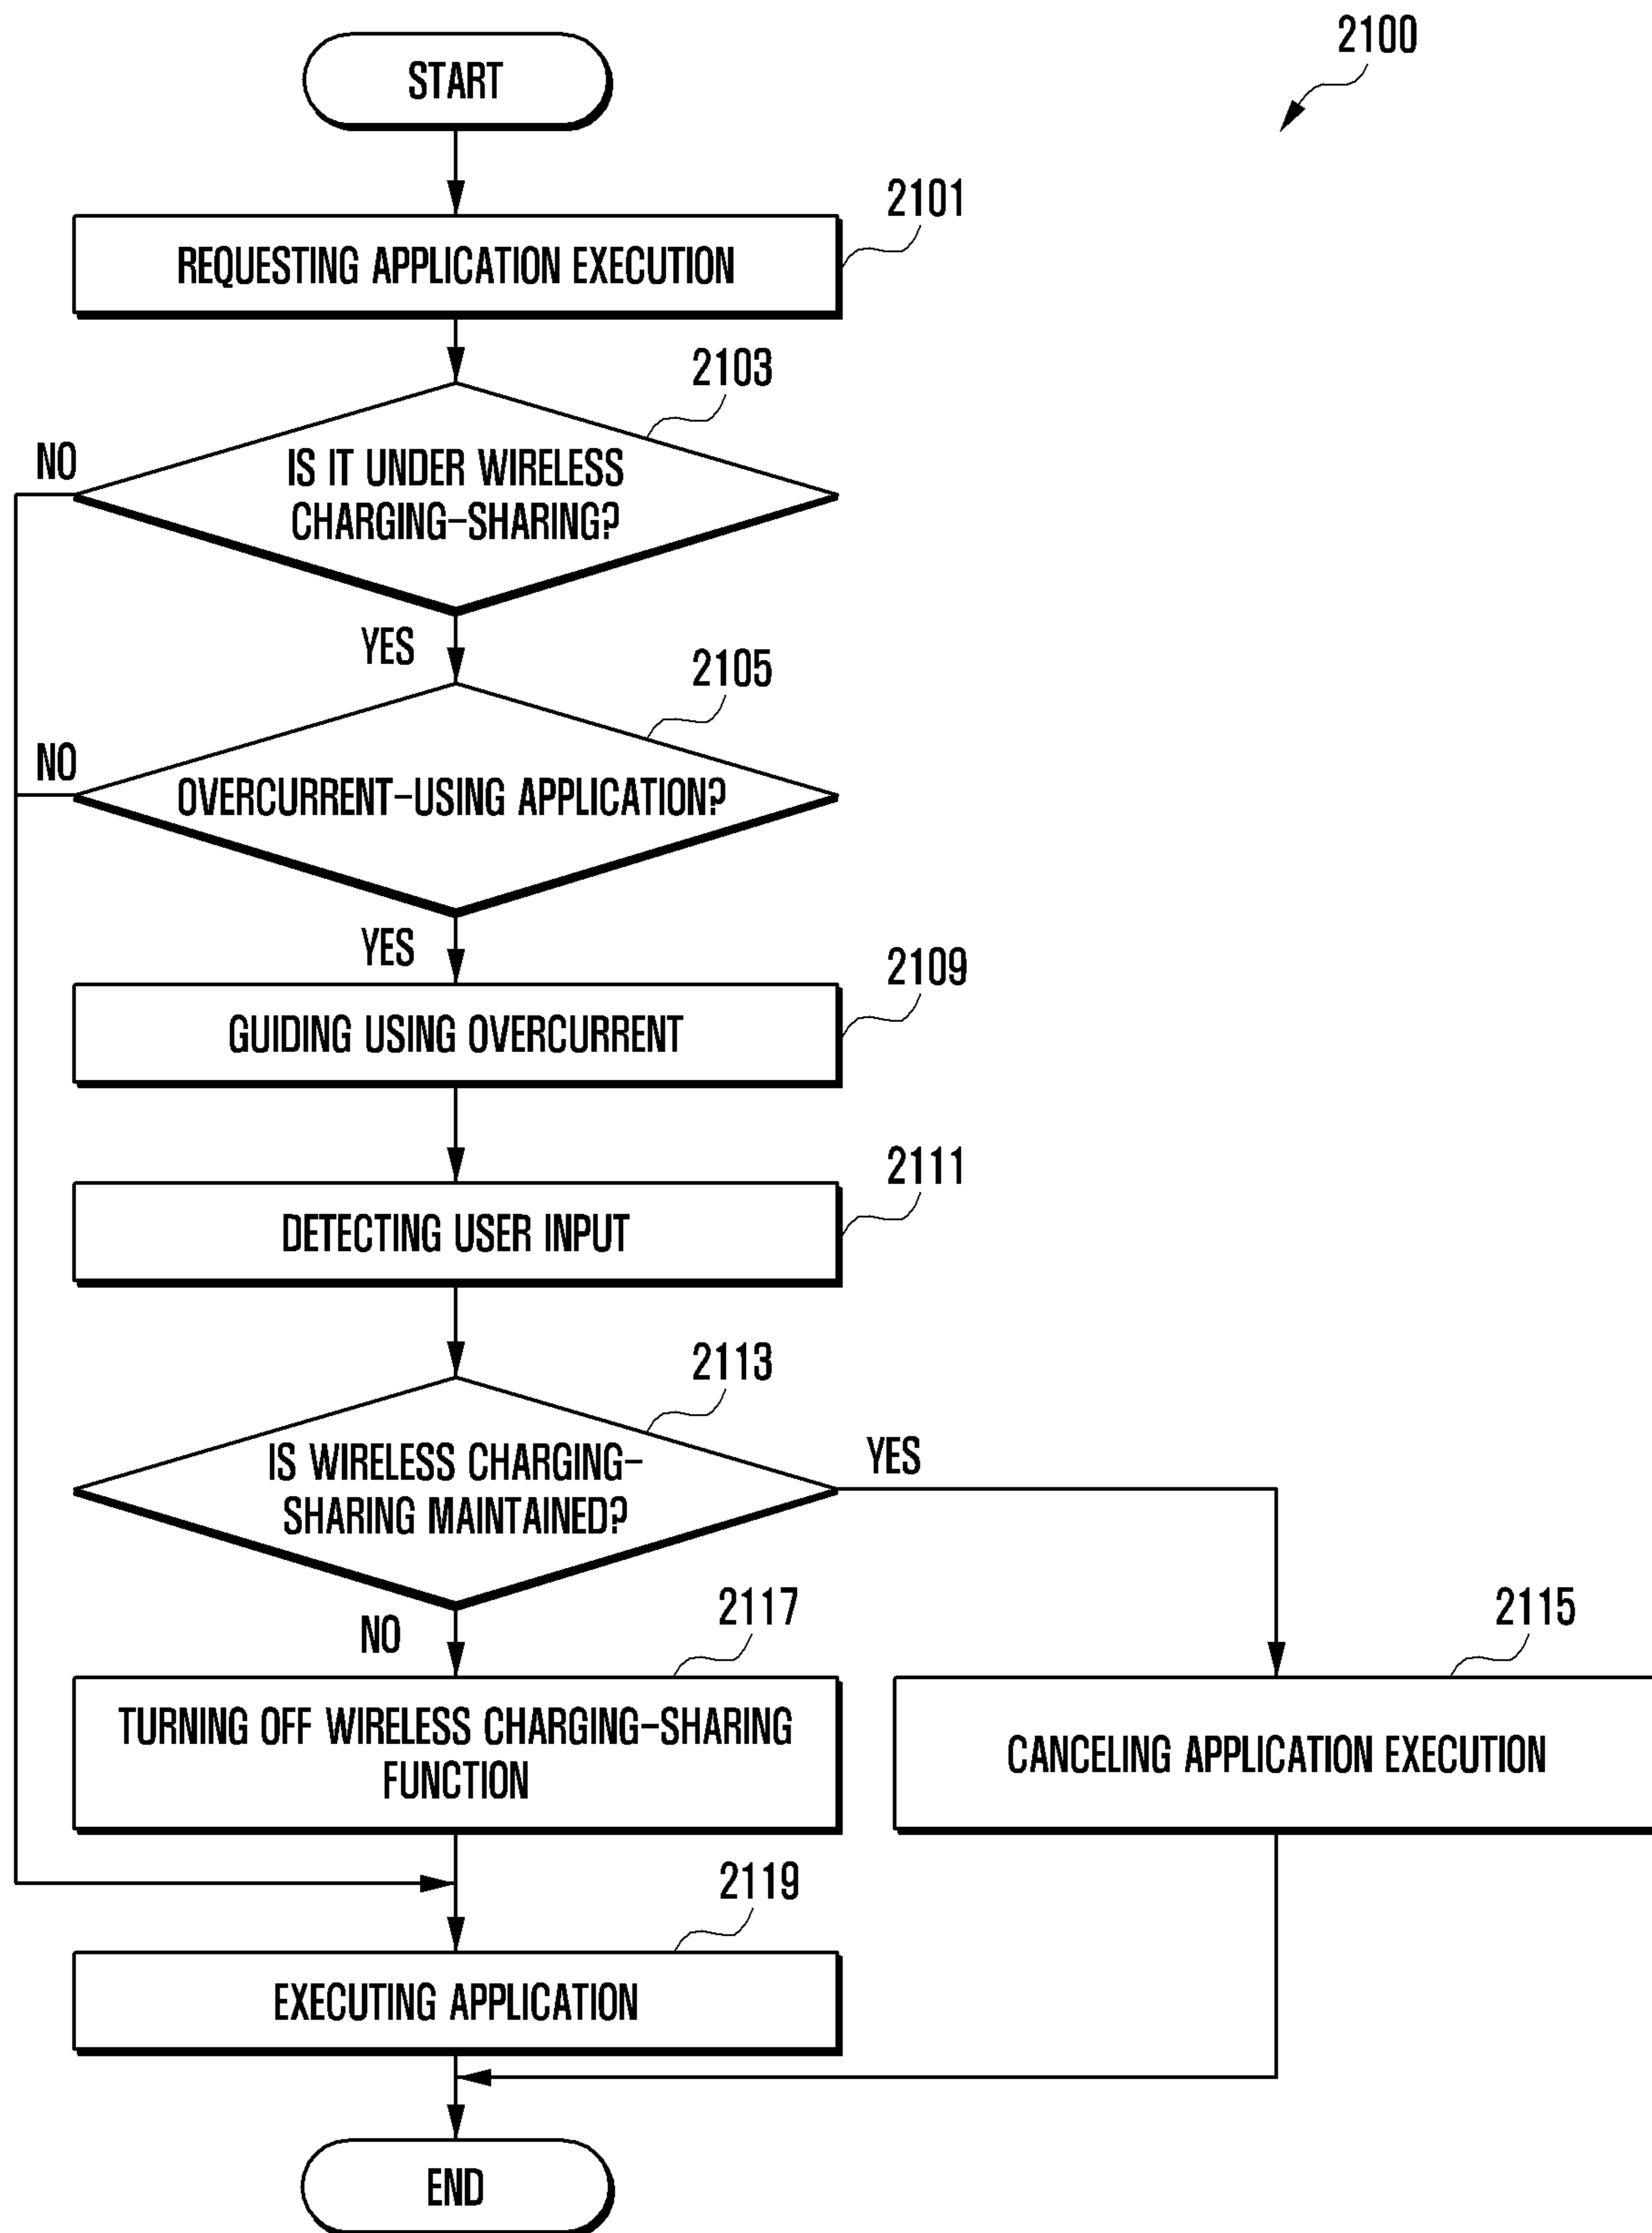 2100
START
2101
REQUESTING APPLICATION EXECUTION
2103
NO
IS IT UNDER WIRELESS
CHARGING–SHARING?
YES
2105
NO
OVERCURRENT–USING APPLICATION?
YES
2109
GUIDING USING OVERCURRENT
2111
DETECTING USER INPUT
2113
IS WIRELESS CHARGING–
SHARING MAINTAINED?
YES
NO
2117
2115
TURNING OFF WIRELESS CHARGING–SHARING
FUNCTION
CANCELING APPLICATION EXECUTION
2119
EXECUTING APPLICATION
END